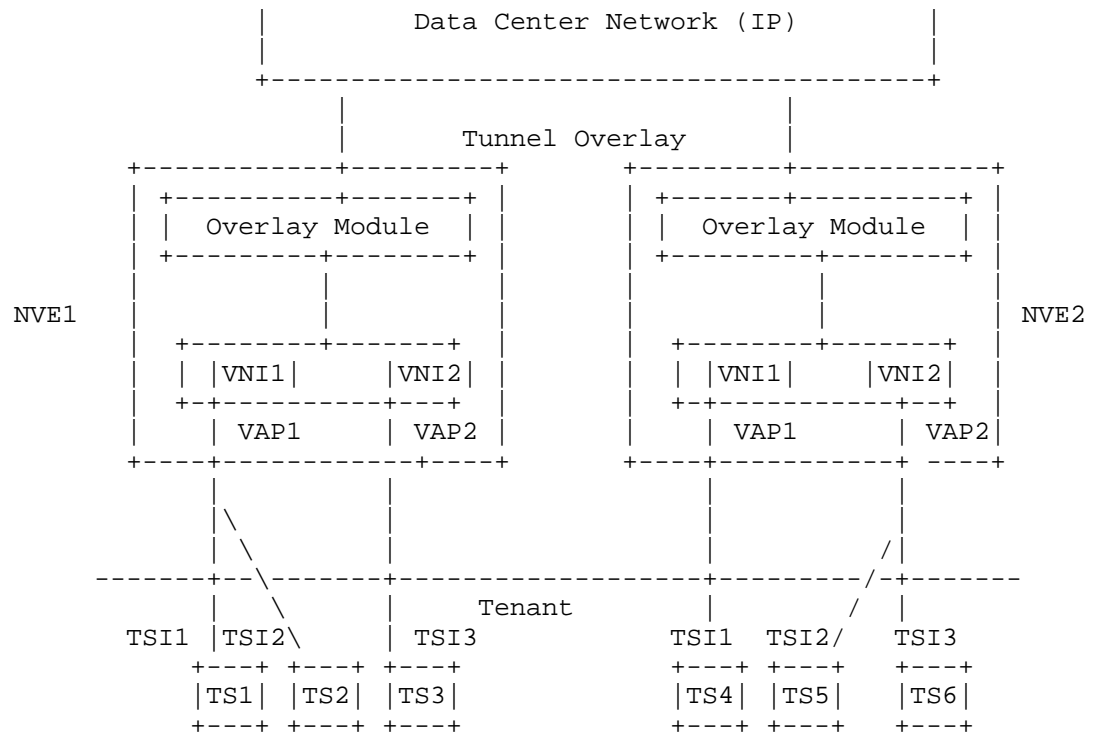 Data Center Network (IP)
Tunnel Overlay
Overlay Module Overlay Module
NVE1 NVE2
VNI1 VNI2 VNI1 VNI2
VAP1 VAP2 VAP1 VAP2
Tenant
TSI1 TSI2 TSI3 TSI1 TSI2 TSI3
TS1 TS2 TS3 TS4 TS5 TS6